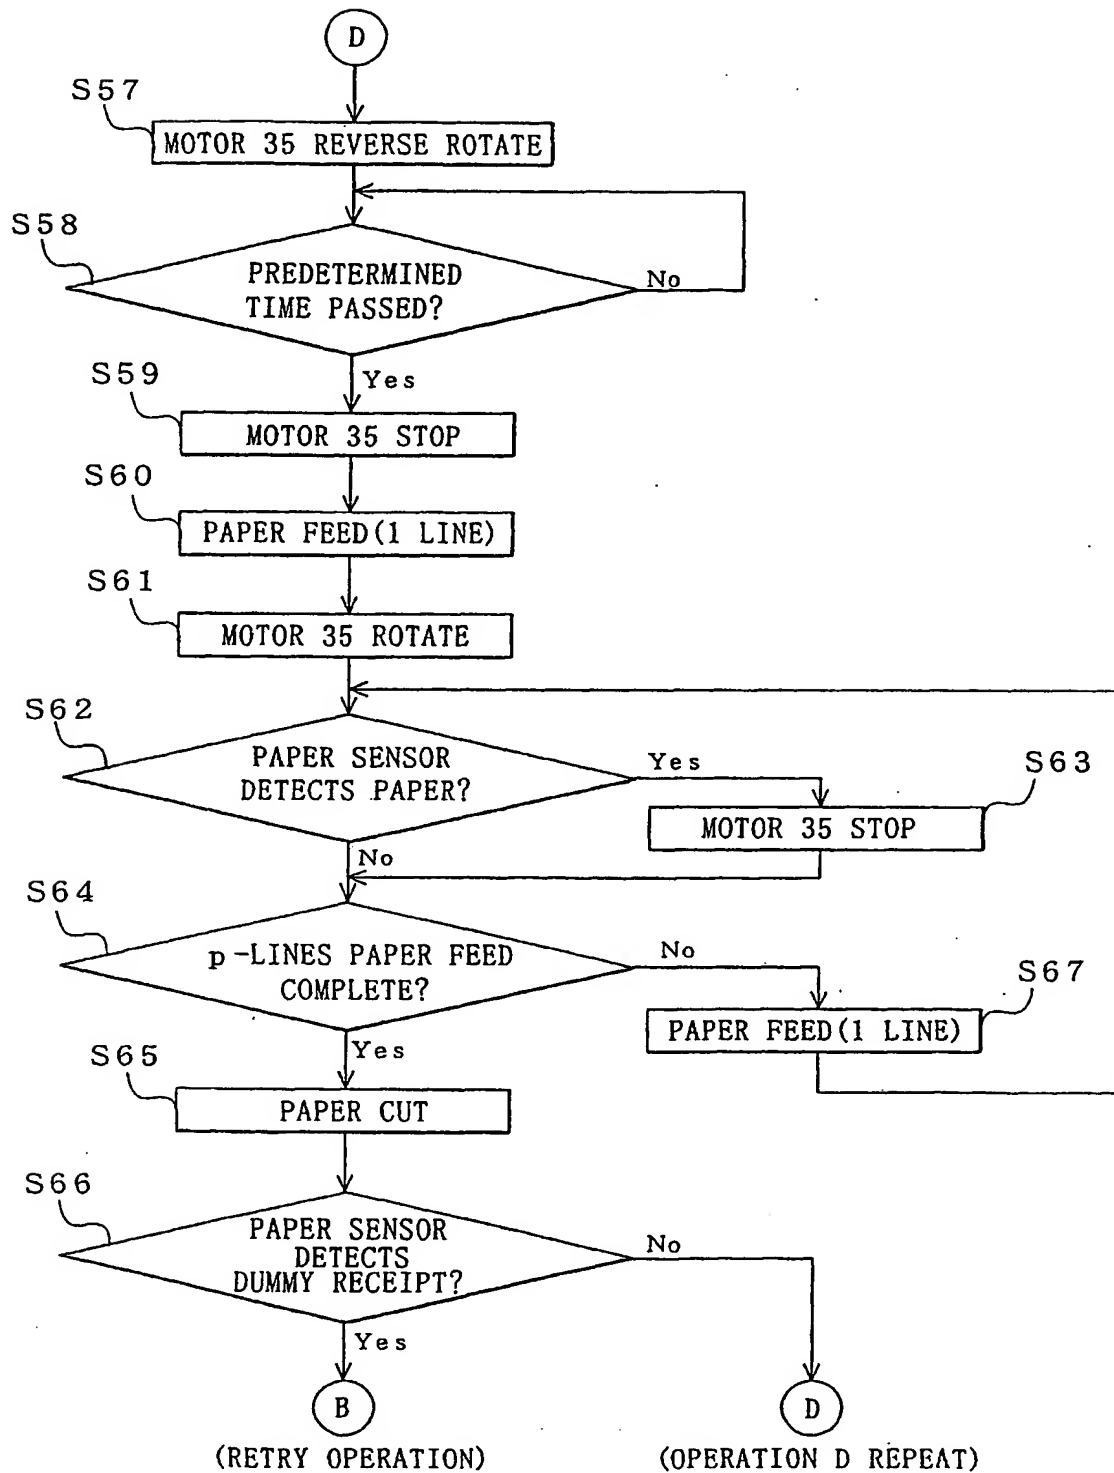 D
S57
MOTOR 35 REVERSE ROTATE
S58
PREDETERMINED
TIME PASSED?
No
Yes
S59
MOTOR 35 STOP
S60
PAPER FEED(1 LINE)
S61
MOTOR 35 ROTATE
S62
PAPER SENSOR
DETECTS PAPER?
Yes
S63
MOTOR 35 STOP
No
S64
p-LINES PAPER FEED
COMPLETE?
No
S67
PAPER FEED(1 LINE)
Yes
S65
PAPER CUT
S66
PAPER SENSOR
DETECTS
DUMMY RECEIPT?
No
Yes
B
D
(RETRY OPERATION)
(OPERATION D REPEAT)